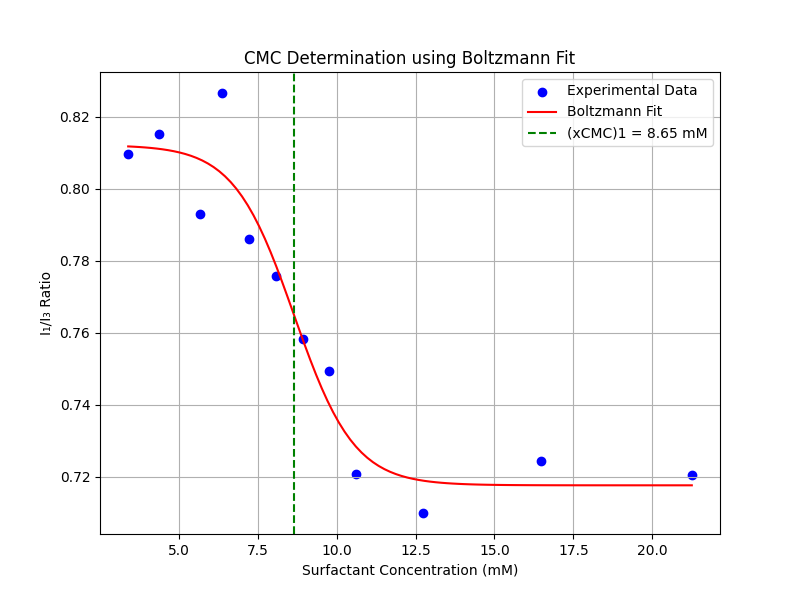 CMC Determination using Boltzmann Fit
Experimental Data
Boltzmann Fit
(xCMC)1 = 8.65 mM
I₁/I₃ Ratio
0.82
0.80
0.78
0.76
0.74
0.72
5.0 7.5 10.0 12.5 15.0 17.5 20.0
Surfactant Concentration (mM)